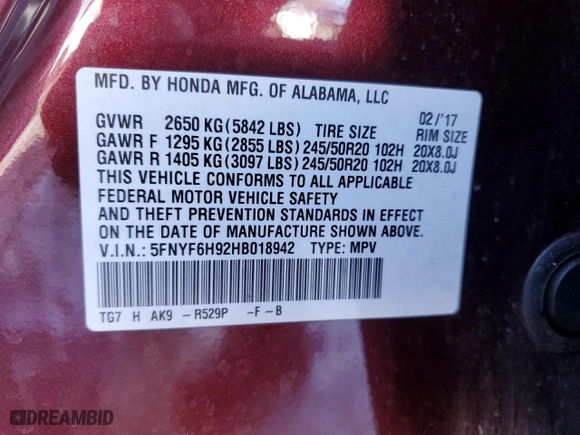 MFD. BY HONDA MFG. OF ALABAMA, LLC
02/'17
GVWR 2650 KG(5842 LBS) TIRE SIZE RIM SIZE
GAWR F 1295 KG(2855 LBS)245/50R20 102H 20X8.0J
GAWR R 1405 KG(3097 LBS)245/50R20 102H 20X8.0J
THIS VEHICLE CONFORMS TO ALL APPLICABLE
FEDERAL MOTOR VEHICLE SAFETY
AND THEFT PREVENTION STANDARDS IN EFFECT
ON THE DATE OF MANUFACTURE SHOWN ABOVE.
V.I.N.: 5FNYF6H92HB018942 TYPE: MPV
TG7 H AK9 -R529P -F-B
DREAMBID